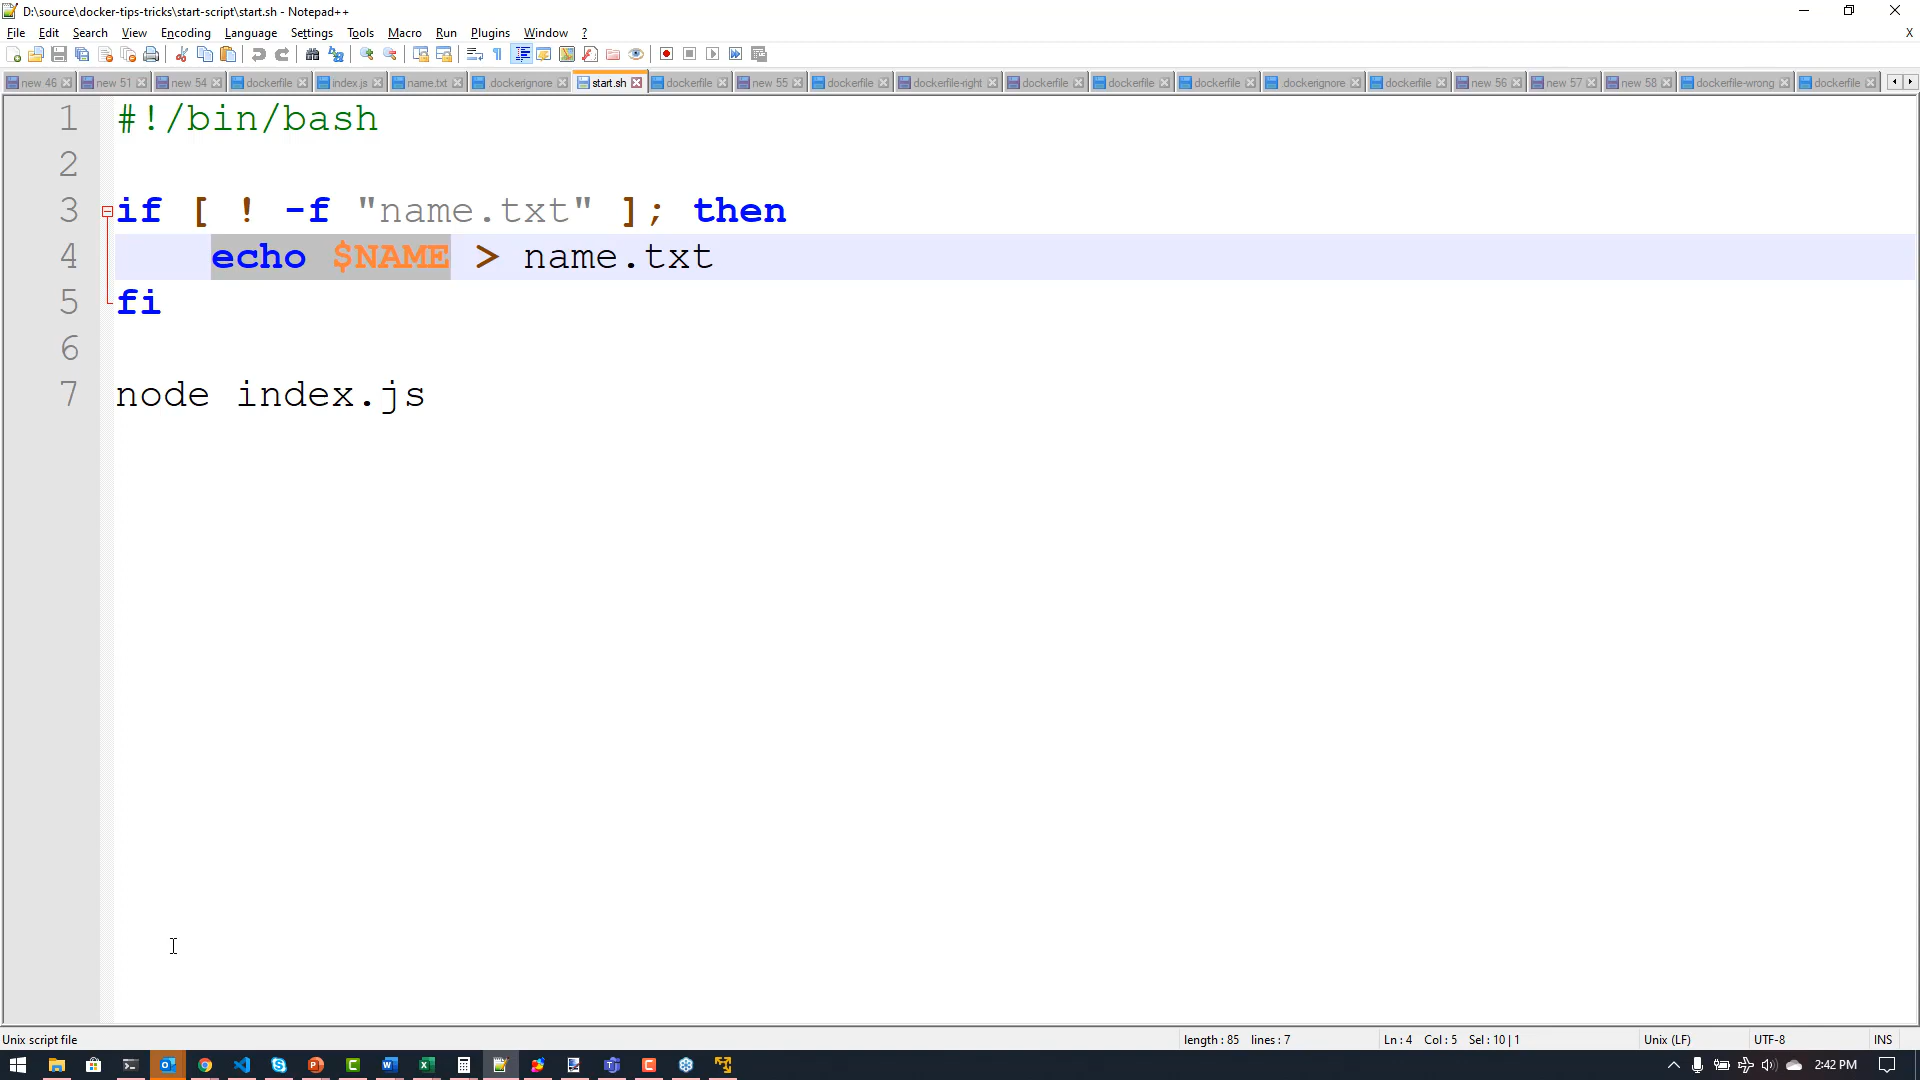 D:\source\docker-tips-tricks\start-script\start.sh - Notepad++
File Edit Search View Encoding Language Settings Tools Macro Run Plugins Window ? X
new 46 new 51 new 54 dockerfile index.js name.txt .dockerignore start.sh dockerfile new 55 dockerfile dockerfile-right dockerfile dockerfile dockerfile .dockerignore dockerfile new 56 new 57 new 58 dockerfile-wrong dockerfile
1 #!/bin/bash
2
3 if [ ! -f "name.txt" ]; then
4 echo $NAME > name.txt
5 fi
6
7 node index.js
Unix script file length : 85 lines : 7 Ln : 4 Col : 5 Sel : 10 | 1 Unix (LF) UTF-8 INS
2:42 PM